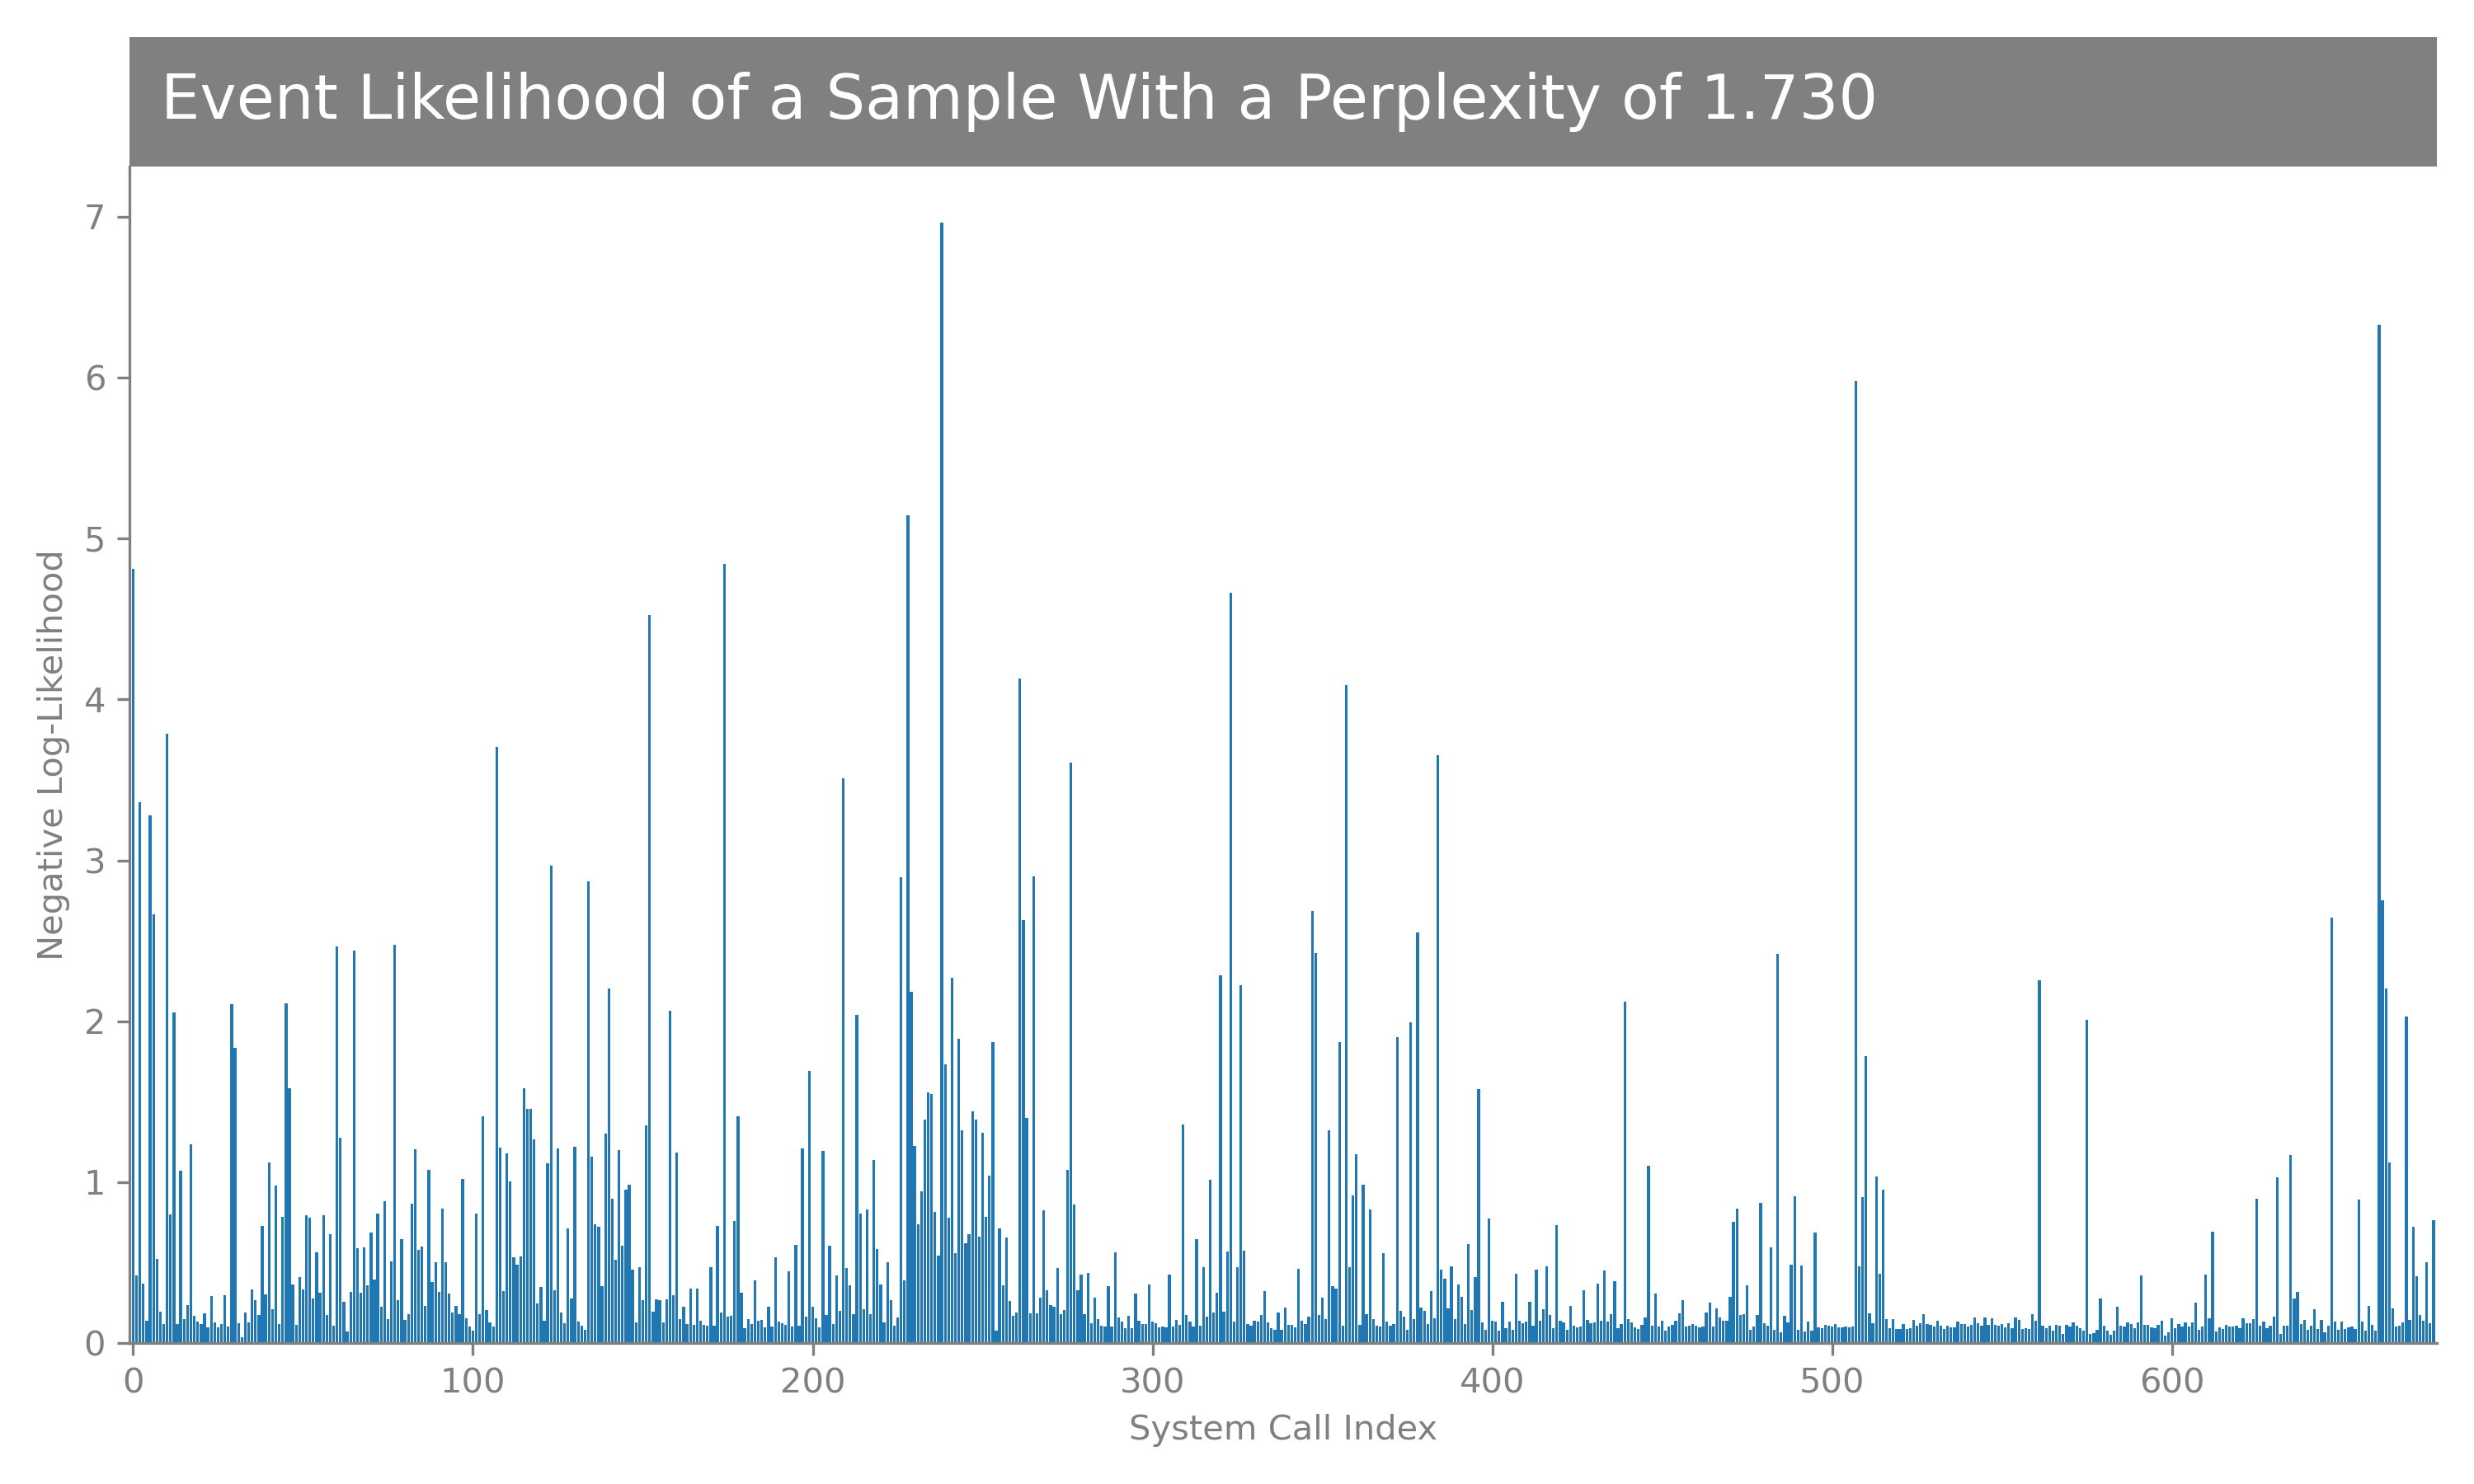 Event Likelihood of a Sample With a Perplexity of 1.730
7
6
5
4
3
2
1
0
Negative Log-Likelihood
0 100 200 300 400 500 600
System Call Index